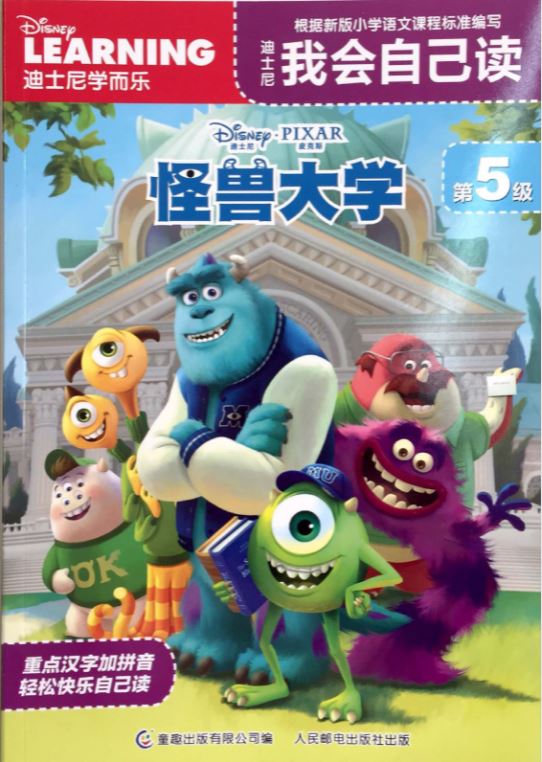 Disney
LEARNING
迪士尼学而乐
根据新版小学语文课程标准编写
迪士尼 我会自己读
Disney · PIXAR
迪士尼 皮克斯
怪兽大学
第5级
M
MU
OK
重点汉字加拼音
轻松快乐自己读
童趣出版有限公司编 人民邮电出版社出版